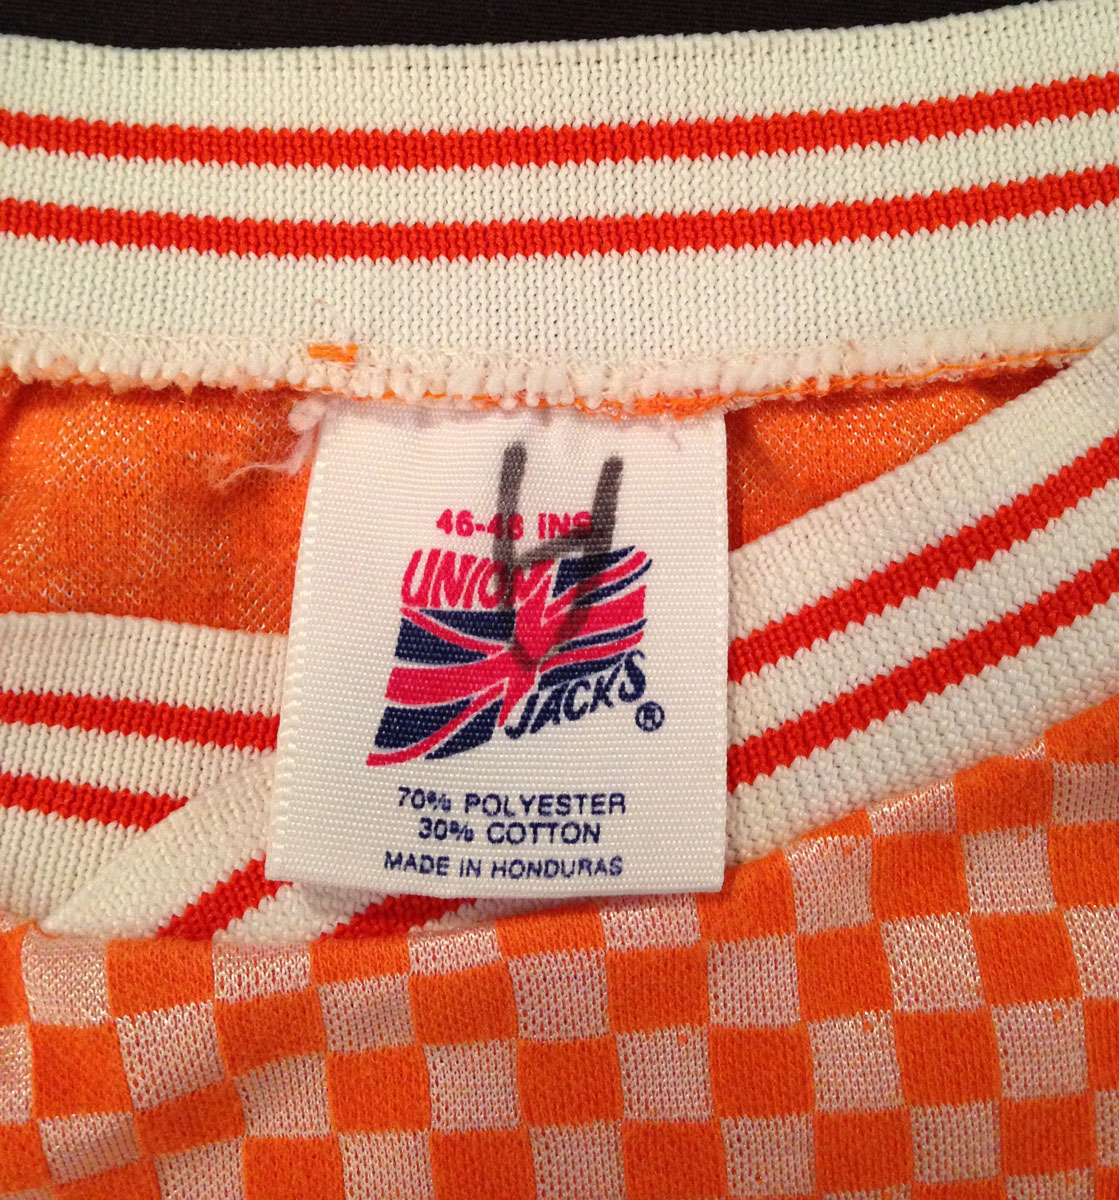 H
46-48 INS
UNION
JACKS®
70% POLYESTER
30% COTTON
MADE IN HONDURAS